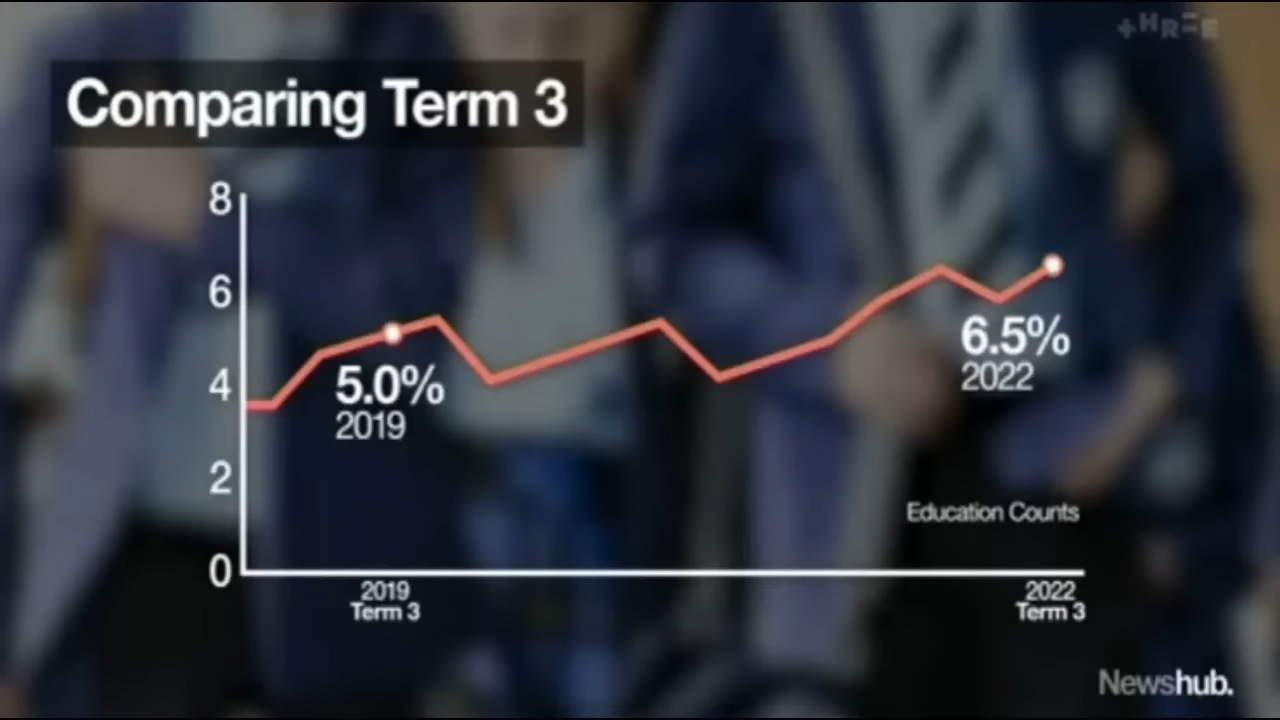 +HR=E
Comparing Term 3
8
6
4
2
0
5.0%
2019
6.5%
2022
Education Counts
2019
Term 3
2022
Term 3
Newshub.